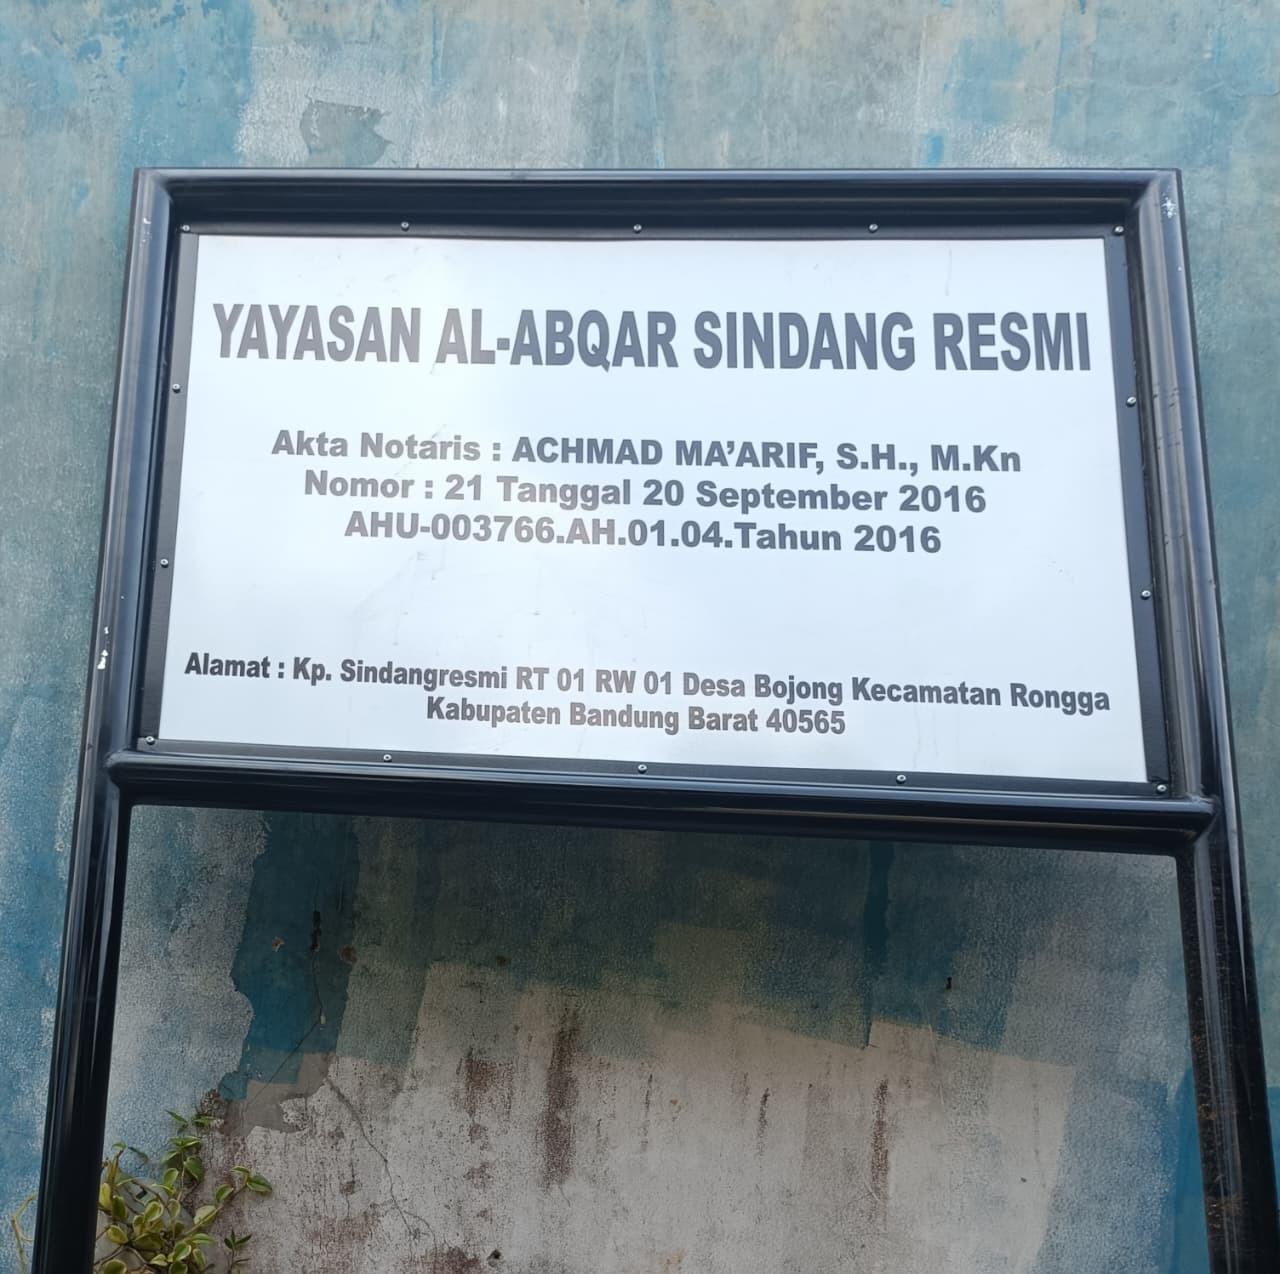 YAYASAN AL-ABQAR SINDANG RESMI
Akta Notaris : ACHMAD MA'ARIF, S.H., M.Kn
Nomor : 21 Tanggal 20 September 2016
AHU-003766.AH.01.04.Tahun 2016
Alamat : Kp. Sindangresmi RT 01 RW 01 Desa Bojong Kecamatan Rongga
Kabupaten Bandung Barat 40565